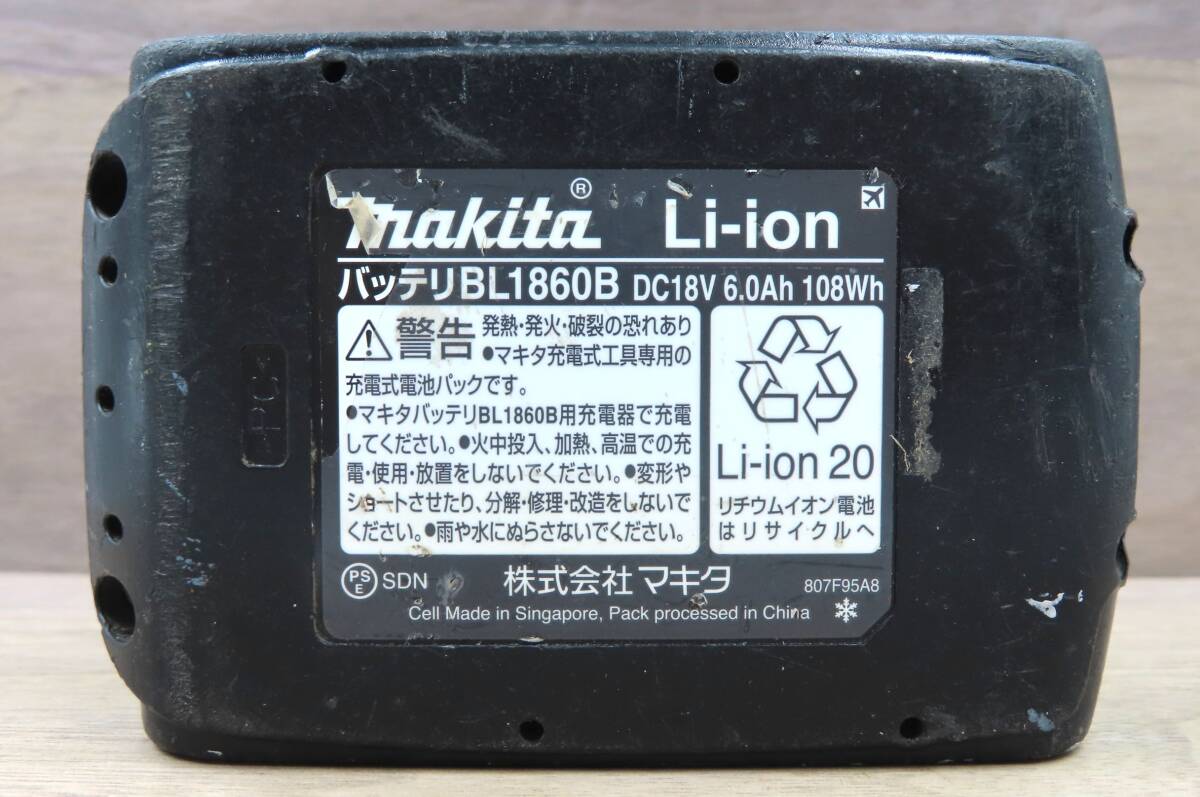 makita® Li-ion
バッテリBL1860B DC18V 6.0Ah 108Wh
警告 発熱・発火・破裂の恐れあり
●マキタ充電式工具専用の
充電式電池パックです。
●マキタバッテリBL1860B用充電器で充電
してください。●火中投入、加熱、高温での充
電・使用・放置をしないでください。●変形や
ショートさせたり、分解・修理・改造をしないで
ください。●雨や水にぬらさないでください。
Li-ion 20
リチウムイオン電池
はリサイクルへ
PSE SDN 株式会社 マキタ 807F95A8
Cell Made in Singapore, Pack processed in China
>PC<